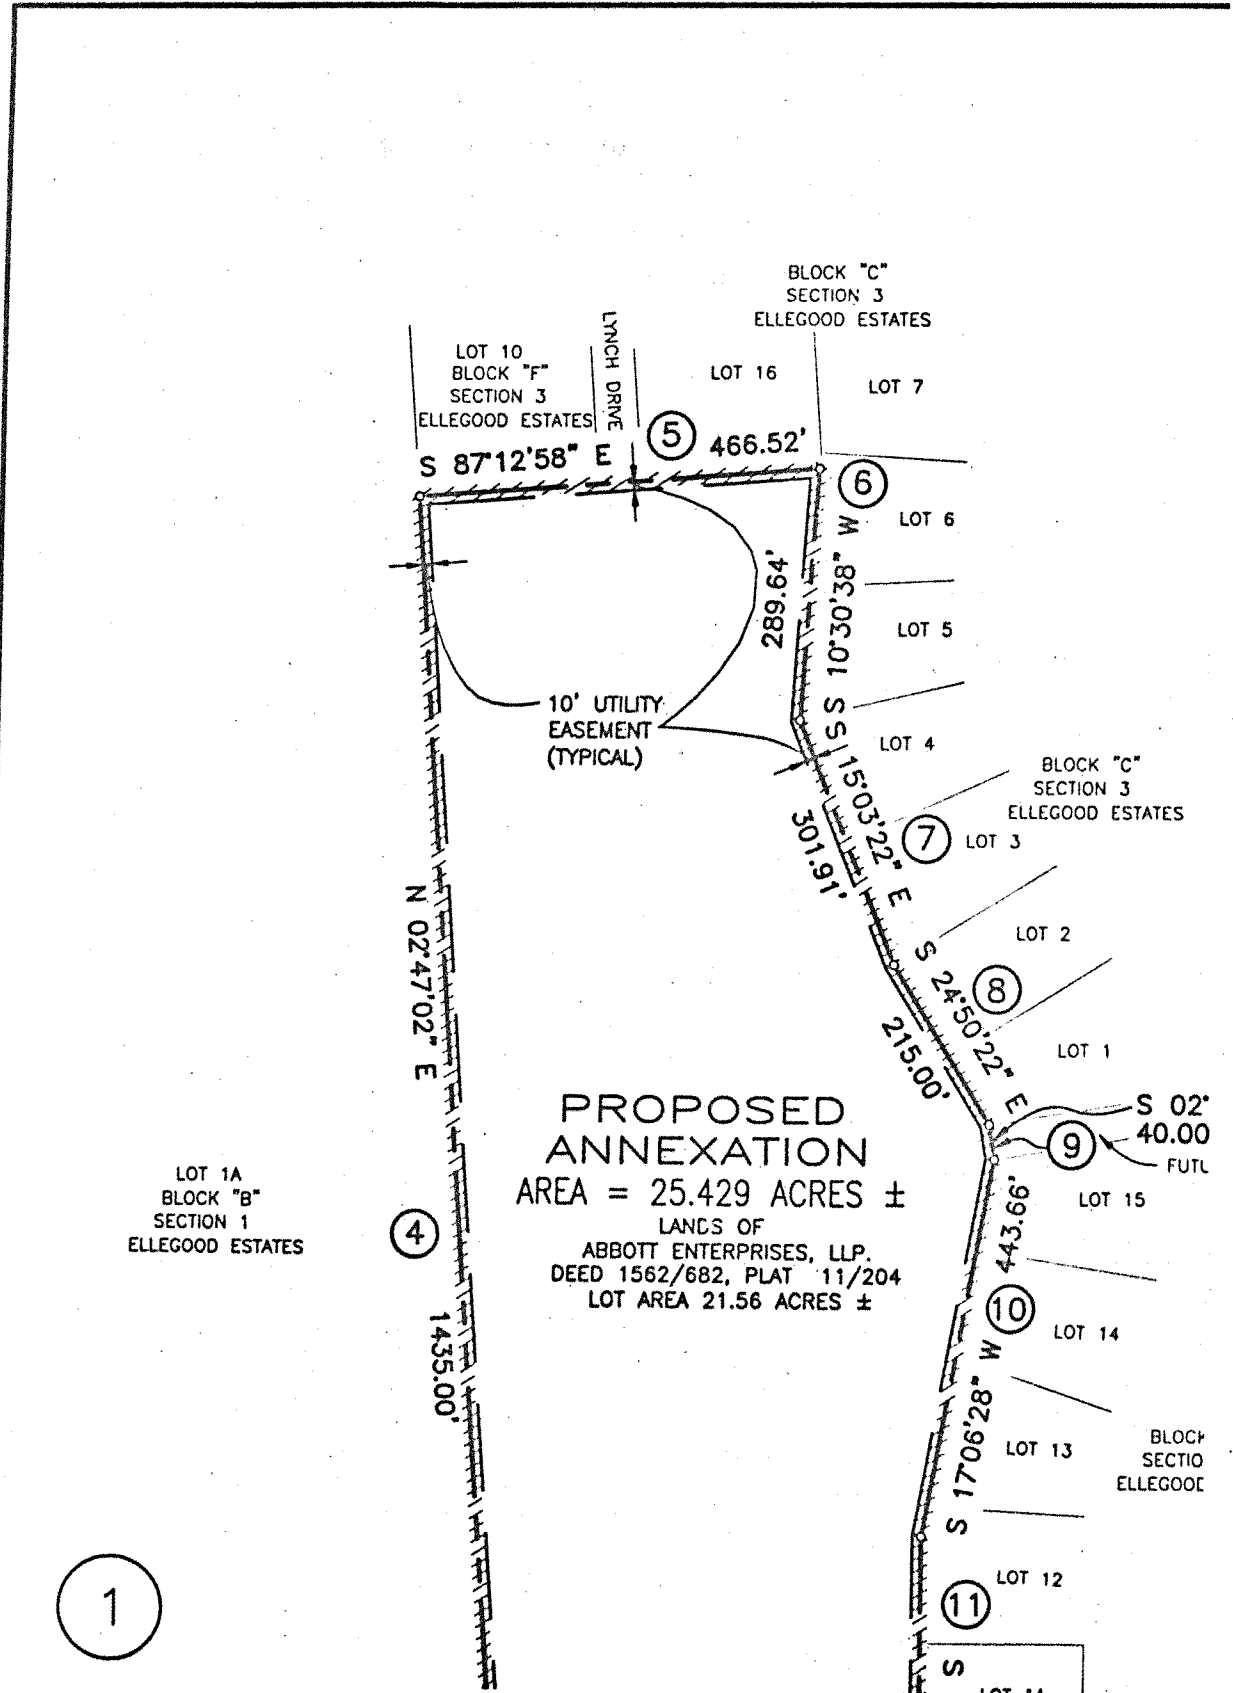 BLOCK "C"
SECTION 3
ELLEGOOD ESTATES
LOT 10
BLOCK "F"
SECTION 3
ELLEGOOD ESTATES
LYNCH DRIVE
LOT 16
LOT 7
S 87°12'58" E
5
466.52'
6
LOT 6
289.64'
S 10°30'38" W
LOT 5
10' UTILITY
EASEMENT
(TYPICAL)
LOT 4
S 15°03'22" E
301.91'
7
LOT 3
BLOCK "C"
SECTION 3
ELLEGOOD ESTATES
LOT 2
S 24°50'22" E
8
215.00'
LOT 1
N 02°47'02" E
4
1435.00'
PROPOSED
ANNEXATION
AREA = 25.429 ACRES ±
LANDS OF
ABBOTT ENTERPRISES, LLP.
DEED 1562/682, PLAT 11/204
LOT AREA 21.56 ACRES ±
S 02°
40.00
9
FUTU
LOT 15
LOT 1A
BLOCK "B"
SECTION 1
ELLEGOOD ESTATES
443.66'
10
LOT 14
S 17°06'28" W
LOT 13
BLOCK
SECTIO
ELLEGOOD
LOT 12
11
S
1